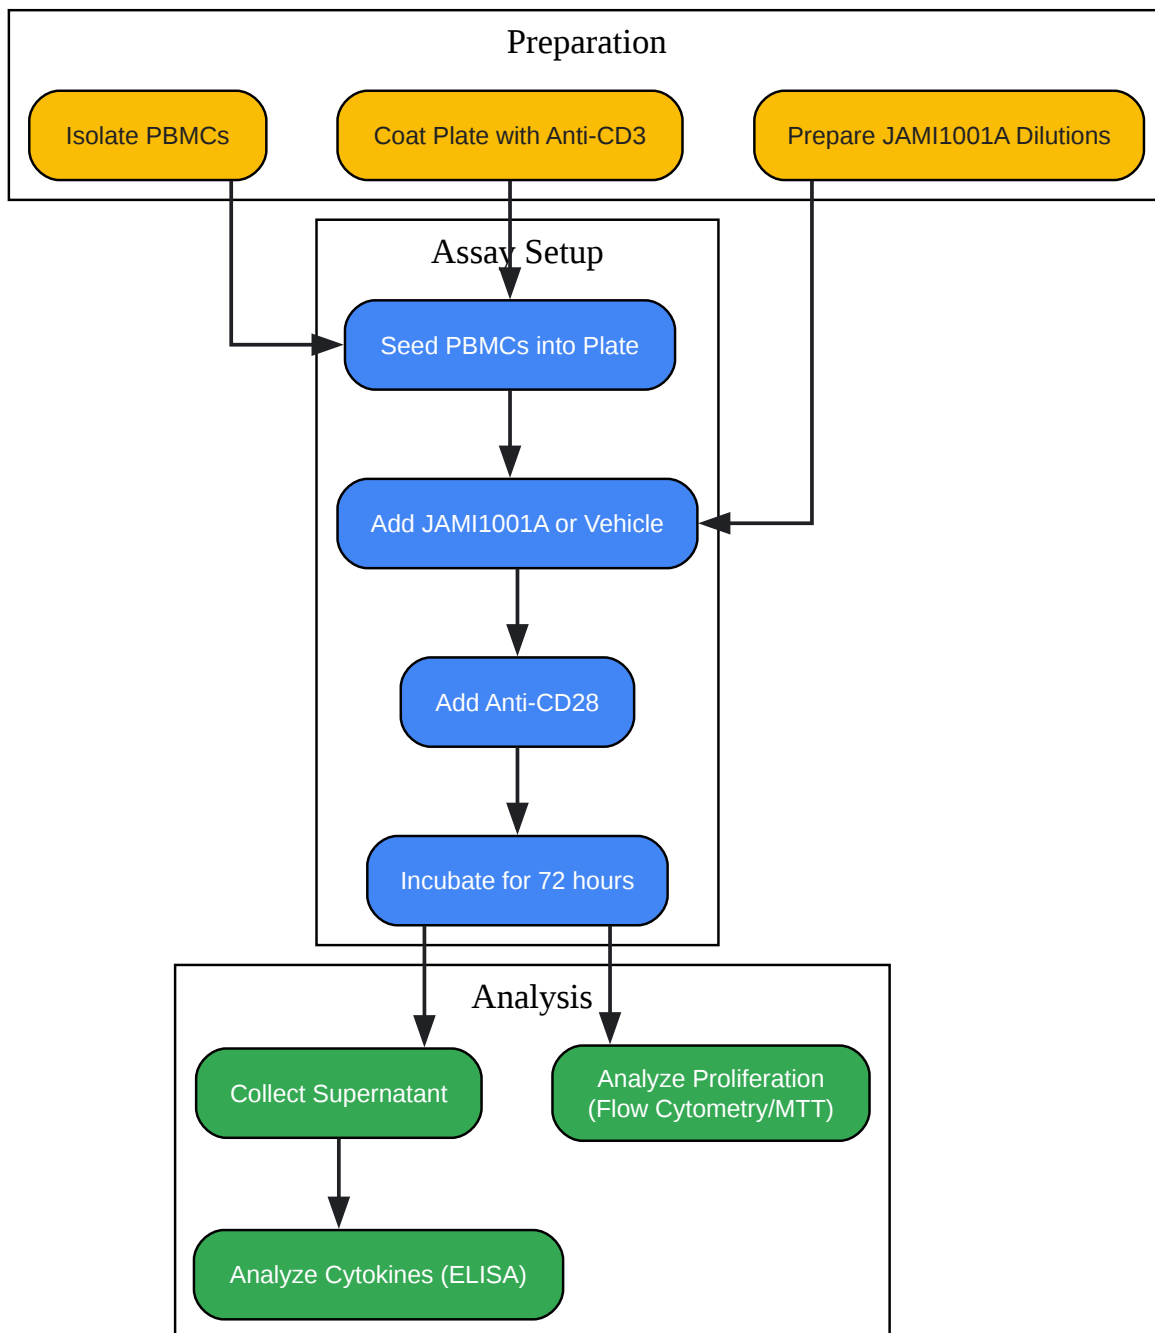 Preparation
Isolate PBMCs
Coat Plate with Anti-CD3
Prepare JAMI1001A Dilutions
Assay Setup
Seed PBMCs into Plate
Add JAMI1001A or Vehicle
Add Anti-CD28
Incubate for 72 hours
Analysis
Collect Supernatant
Analyze Proliferation
(Flow Cytometry/MTT)
Analyze Cytokines (ELISA)